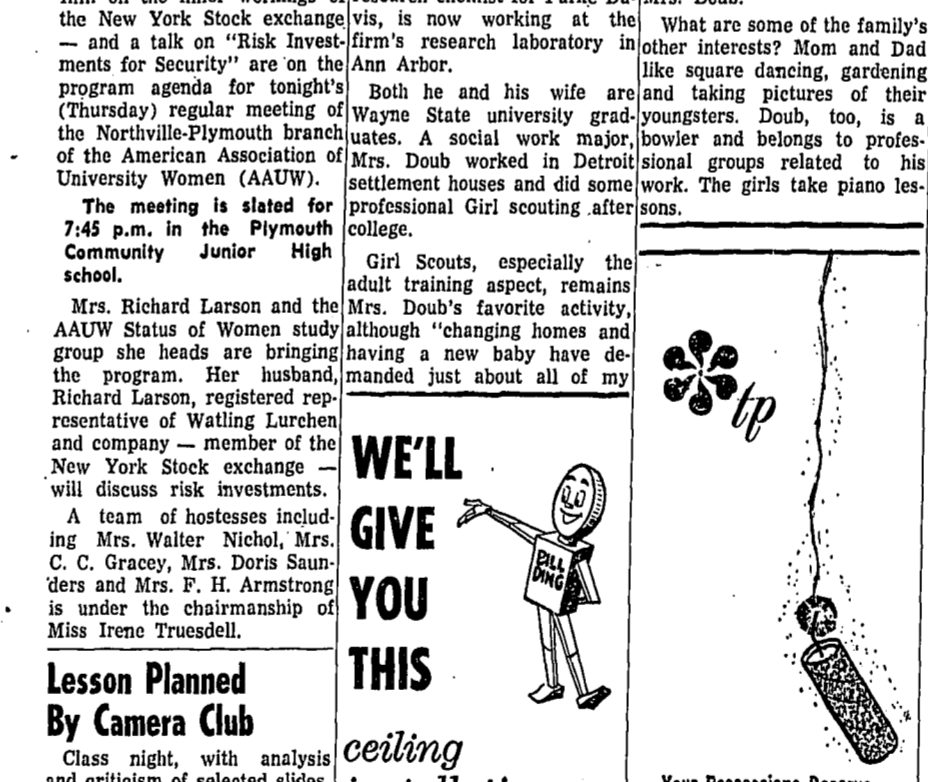 the New York Stock exchange
— and a talk on "Risk Invest-
ments for Security" are on the
program agenda for tonight's
(Thursday) regular meeting of
the Northville-Plymouth branch
of the American Association of
University Women (AAUW).
The meeting is slated for
7:45 p.m. in the Plymouth
Community Junior High
school.
Mrs. Richard Larson and the
AAUW Status of Women study
group she heads are bringing
the program. Her husband,
Richard Larson, registered rep-
resentative of Watling Lurchen
and company — member of the
New York Stock exchange —
will discuss risk investments.
A team of hostesses includ-
ing Mrs. Walter Nichol, Mrs.
C. C. Gracey, Mrs. Doris Saun-
ders and Mrs. F. H. Armstrong
is under the chairmanship of
Miss Irene Truesdell.
Lesson Planned
By Camera Club
Class night, with analysis
and criticism of selected slides,
vis, is now working at the
firm's research laboratory in
Ann Arbor.
Both he and his wife are
Wayne State university grad-
uates. A social work major,
Mrs. Doub worked in Detroit
settlement houses and did some
professional Girl scouting after
college.
Girl Scouts, especially the
adult training aspect, remains
Mrs. Doub's favorite activity,
although "changing homes and
having a new baby have de-
manded just about all of my
WE'LL
GIVE
YOU
THIS
BILL
DING
ceiling
Mrs. Doub.
What are some of the family's
other interests? Mom and Dad
like square dancing, gardening
and taking pictures of their
youngsters. Doub, too, is a
bowler and belongs to profes-
sional groups related to his
work. The girls take piano les-
sons.
tp